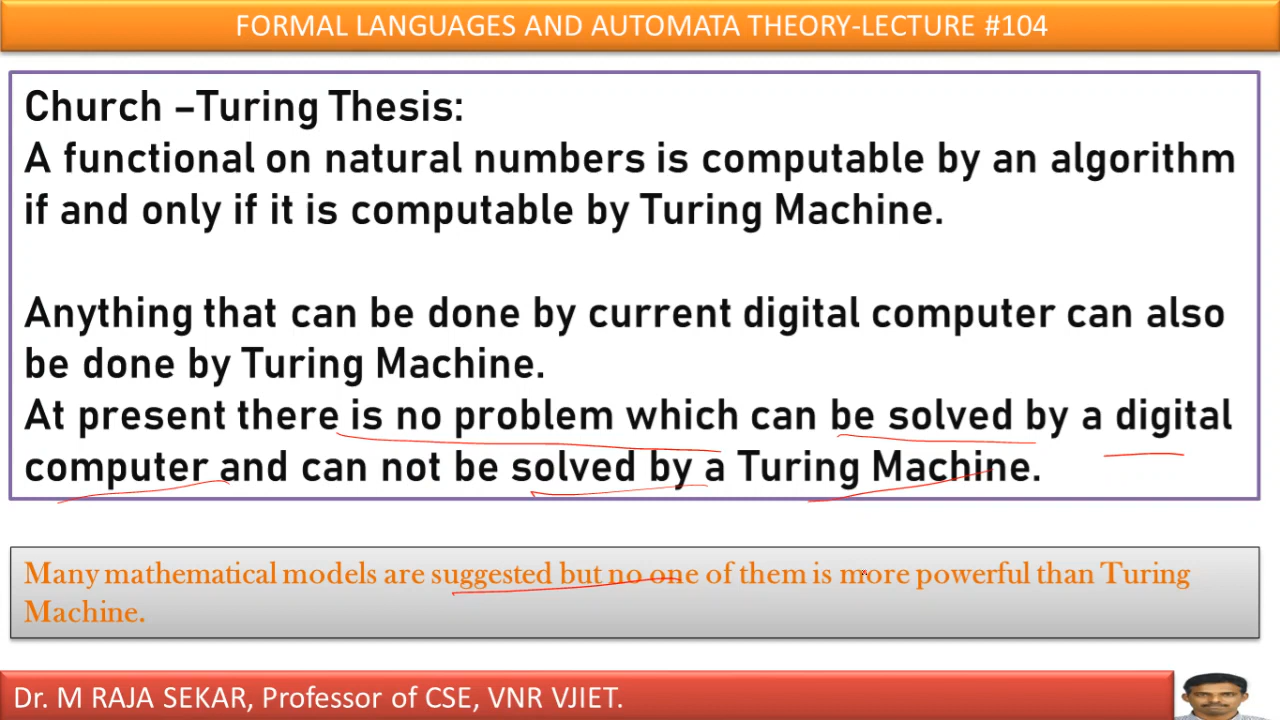 FORMAL LANGUAGES AND AUTOMATA THEORY-LECTURE #104
Church –Turing Thesis:
A functional on natural numbers is computable by an algorithm
if and only if it is computable by Turing Machine.
Anything that can be done by current digital computer can also
be done by Turing Machine.
At present there is no problem which can be solved by a digital
computer and can not be solved by a Turing Machine.
Many mathematical models are suggested but no one of them is more powerful than Turing
Machine.
Dr. M RAJA SEKAR, Professor of CSE, VNR VJIET.